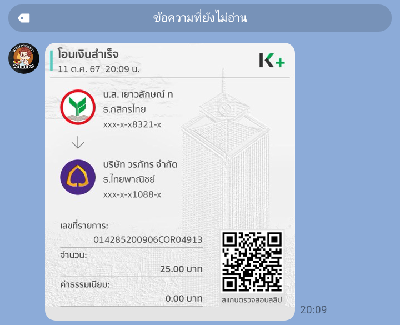 ข้อความที่ยังไม่อ่าน
โอนเงินสำเร็จ
11 ต.ค. 67 20:09 น.
K+
น.ส. เยาวลักษณ์ ท
ธ.กสิกรไทย
xxx-x-x8321-x
บริษัท วรภัทร จำกัด
ธ.ไทยพาณิชย์
xxx-x-x1088-x
เลขที่รายการ:
014285200906COR04913
จำนวน:
25.00 บาท
ค่าธรรมเนียม:
0.00 บาท
สแกนตรวจสอบสลิป
20:09